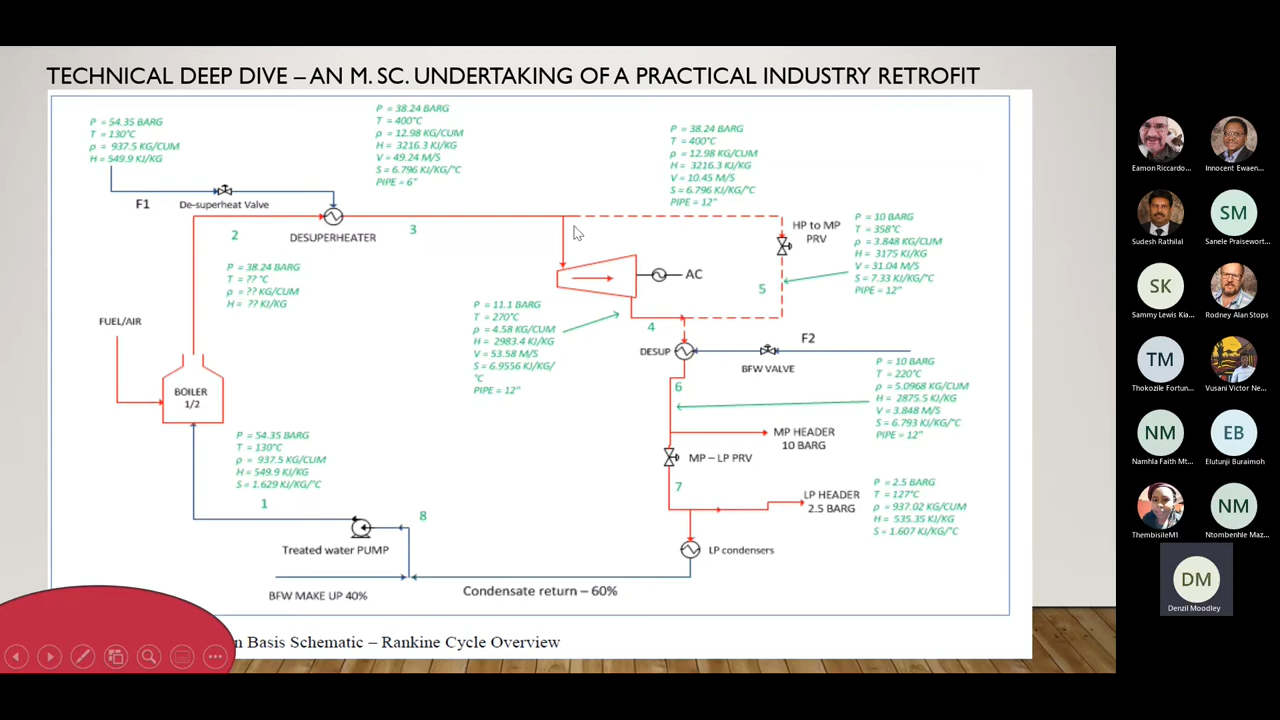 TECHNICAL DEEP DIVE – AN M. SC. UNDERTAKING OF A PRACTICAL INDUSTRY RETROFIT
P = 54.35 BARG
T = 130°C
ρ = 937.5 KG/CUM
H = 549.9 KJ/KG
P = 38.24 BARG
T = 400°C
ρ = 12.98 KG/CUM
H = 3216.3 KJ/KG
V = 49.24 M/S
S = 6.796 KJ/KG/°C
PIPE = 6"
P = 38.24 BARG
T = 400°C
ρ = 12.98 KG/CUM
H = 3216.3 KJ/KG
V = 10.45 M/S
S = 6.796 KJ/KG/°C
PIPE = 12"
F1
De-superheat Valve
2
DESUPERHEATER
3
HP to MP
PRV
P = 10 BARG
T = 358°C
ρ = 3.848 KG/CUM
H = 3175 KJ/KG
V = 31.04 M/S
S = 7.33 KJ/KG/°C
PIPE = 12"
P = 38.24 BARG
T = ?? °C
ρ = ?? KG/CUM
H = ?? KJ/KG
AC
5
FUEL/AIR
P = 11.1 BARG
T = 270°C
ρ = 4.58 KG/CUM
H = 2983.4 KJ/KG
V = 53.58 M/S
S = 6.9556 KJ/KG/
°C
PIPE = 12"
4
DESUP
F2
BFW VALVE
6
P = 10 BARG
T = 220°C
ρ = 5.0968 KG/CUM
H = 2875.5 KJ/KG
V = 3.848 M/S
S = 6.793 KJ/KG/°C
PIPE = 12"
BOILER
1/2
MP HEADER
10 BARG
P = 54.35 BARG
T = 130°C
ρ = 937.5 KG/CUM
H = 549.9 KJ/KG
S = 1.629 KJ/KG/°C
MP – LP PRV
7
LP HEADER
2.5 BARG
P = 2.5 BARG
T = 127°C
ρ = 937.02 KG/CUM
H = 535.35 KJ/KG
S = 1.607 KJ/KG/°C
1
8
Treated water PUMP
LP condensers
BFW MAKE UP 40%
Condensate return – 60%
n Basis Schematic – Rankine Cycle Overview
Eamon Riccardo...
Innocent Ewaen...
Sudesh Rathilal
SM
Sanele Praisewort...
SK
Sammy Lewis Kia...
Rodney Alan Stops
TM
Thokozile Fortun...
Vusani Victor Ne...
NM
Namhla Faith Mt...
EB
Elutunji Buraimoh
ThembisileM1
NM
Ntombenhle Maz...
DM
Denzil Moodley